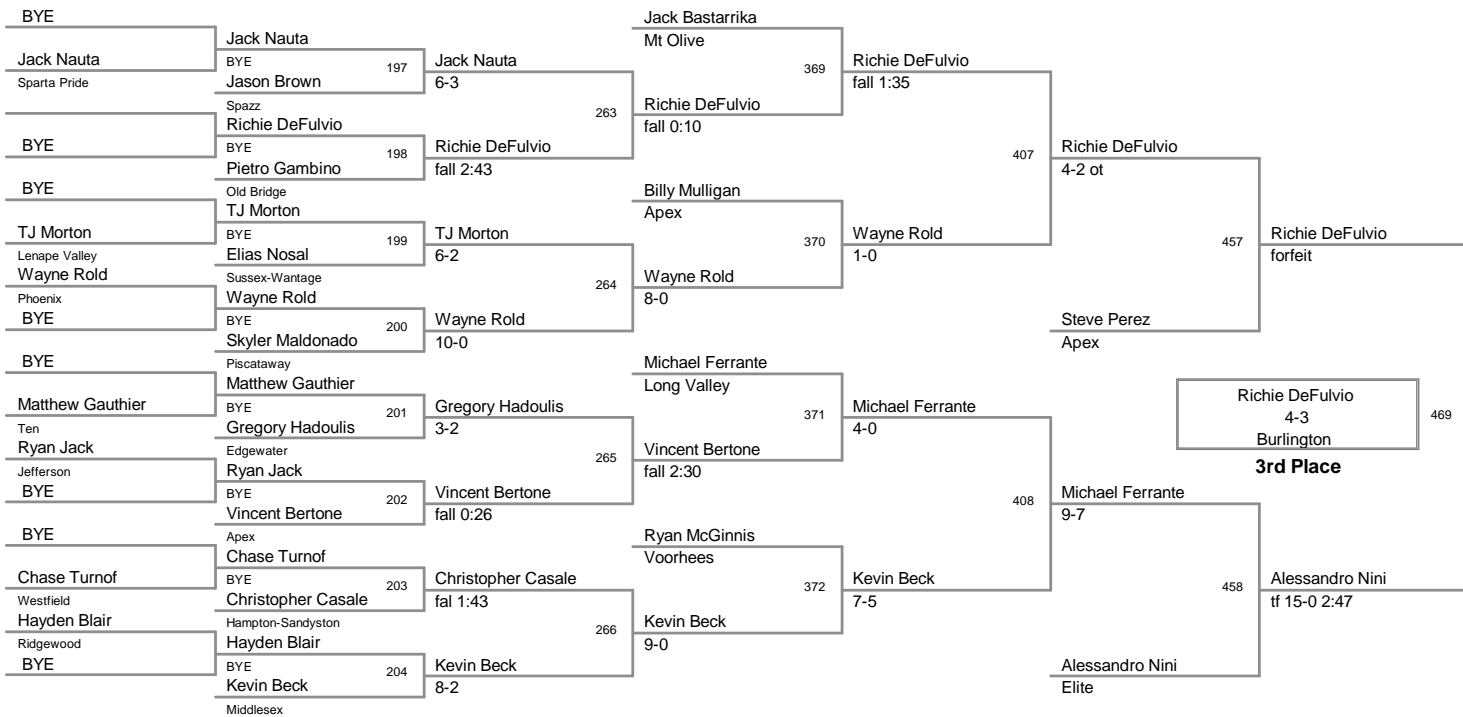 BYE
Jack Nauta
Sparta Pride
BYE
BYE
TJ Morton
Lenape Valley
Wayne Rold
Phoenix
BYE
BYE
Matthew Gauthier
Ten
Ryan Jack
Jefferson
BYE
BYE
Chase Turnof
Westfield
Hayden Blair
Ridgewood
BYE
Jack Nauta
BYE
197
Jason Brown
Spazz
Richie DeFulvio
BYE
198
Pietro Gambino
Old Bridge
TJ Morton
BYE
199
Elias Nosal
Sussex-Wantage
Wayne Rold
BYE
200
Skyler Maldonado
Piscataway
Matthew Gauthier
BYE
201
Gregory Hadoulis
Edgewater
Ryan Jack
BYE
202
Vincent Bertone
Apex
Chase Turnof
BYE
203
Christopher Casale
Hampton-Sandyston
Hayden Blair
BYE
204
Kevin Beck
Middlesex
Jack Nauta
6-3
263
Richie DeFulvio
fall 2:43
TJ Morton
6-2
264
Wayne Rold
10-0
Gregory Hadoulis
3-2
265
Vincent Bertone
fall 0:26
Christopher Casale
fal 1:43
266
Kevin Beck
8-2
Jack Bastarrika
Mt Olive
369
Richie DeFulvio
fall 0:10
Billy Mulligan
Apex
370
Wayne Rold
8-0
Michael Ferrante
Long Valley
371
Vincent Bertone
fall 2:30
Ryan McGinnis
Voorhees
372
Kevin Beck
9-0
Richie DeFulvio
fall 1:35
407
Wayne Rold
1-0
Michael Ferrante
4-0
408
Kevin Beck
7-5
Richie DeFulvio
4-2 ot
457
Steve Perez
Apex
Michael Ferrante
9-7
458
Alessandro Nini
Elite
Richie DeFulvio
forfeit
Richie DeFulvio
4-3
Burlington
469
3rd Place
Alessandro Nini
tf 15-0 2:47